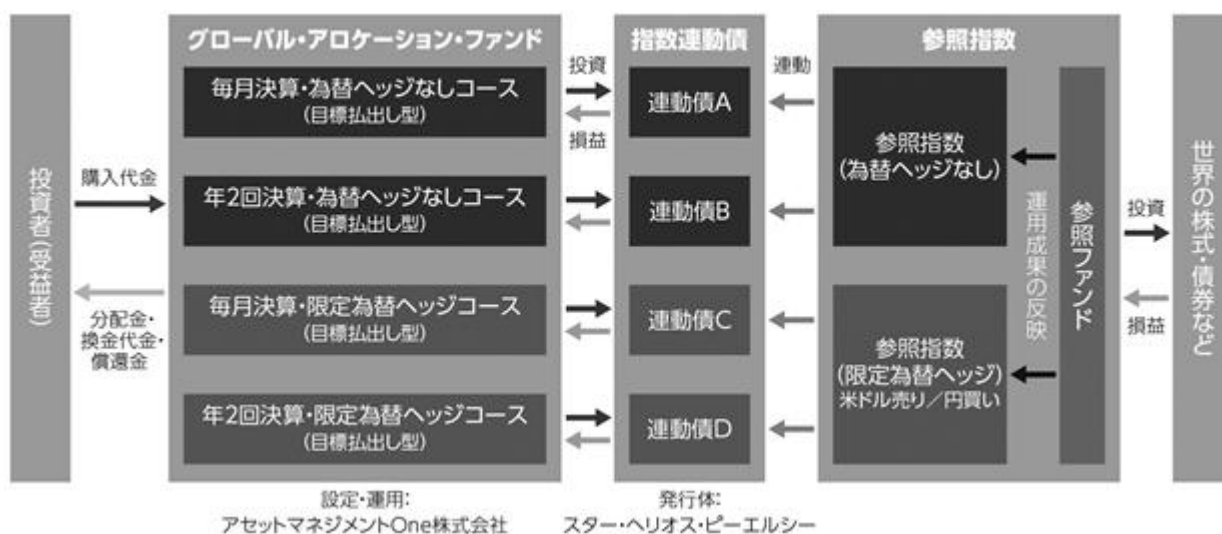 投資者(受益者)
購入代金
分配金・
換金代金・
償還金
グローバル・アロケーション・ファンド
毎月決算・為替ヘッジなしコース
(目標払出し型)
年2回決算・為替ヘッジなしコース
(目標払出し型)
毎月決算・限定為替ヘッジコース
(目標払出し型)
年2回決算・限定為替ヘッジコース
(目標払出し型)
設定・運用:
アセットマネジメントOne株式会社
投資
損益
指数連動債
連動債A
連動債B
連動債C
連動債D
発行体:
スター・ヘリオス・ピーエルシー
連動
参照指数
参照指数
(為替ヘッジなし)
参照指数
(限定為替ヘッジ)
米ドル売り／円買い
運用成果の反映
参照ファンド
投資
損益
世界の株式・債券など